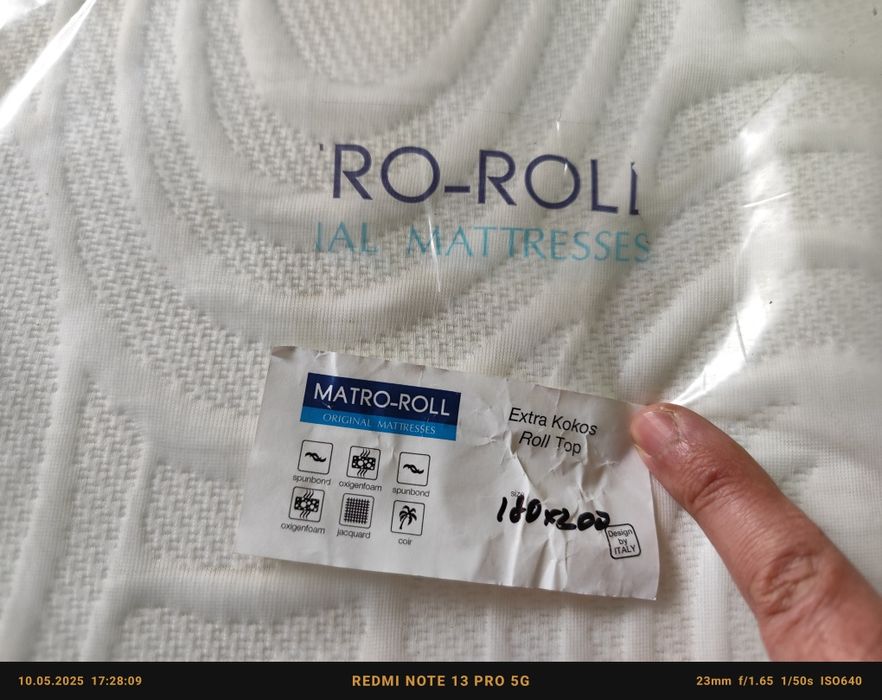 RO-ROLL
IAL MATTRESSES
MATRO-ROLL
ORIGINAL MATTRESSES
Extra Kokos
Roll Top
spunbond
oxigenfoam
spunbond
oxigenfoam
jacquard
coir
size
Design
by
ITALY
10.05.2025 17:28:09
REDMI NOTE 13 PRO 5G
23mm f/1.65 1/50s ISO640